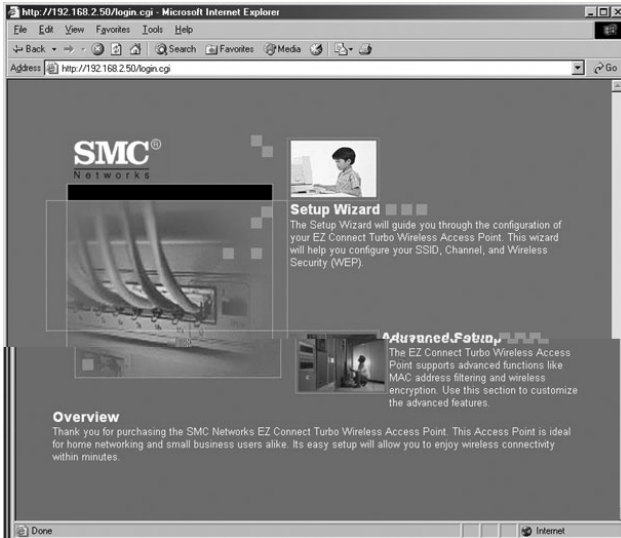 http://192.168.2.50/login.cgi - Microsoft Internet Explorer
File Edit View Favorites Tools Help
Back Search Favorites Media
Address http://192.168.2.50/login.cgi Go
SMC®
Networks
Setup Wizard
The Setup Wizard will guide you through the configuration of
your EZ Connect Turbo Wireless Access Point. This wizard
will help you configure your SSID, Channel, and Wireless
Security (WEP).
Advanced Setup
The EZ Connect Turbo Wireless Access
Point supports advanced functions like
MAC address filtering and wireless
encryption. Use this section to customize
the advanced features.
Overview
Thank you for purchasing the SMC Networks EZ Connect Turbo Wireless Access Point. This Access Point is ideal
for home networking and small business users alike. Its easy setup will allow you to enjoy wireless connectivity
within minutes.
Done Internet